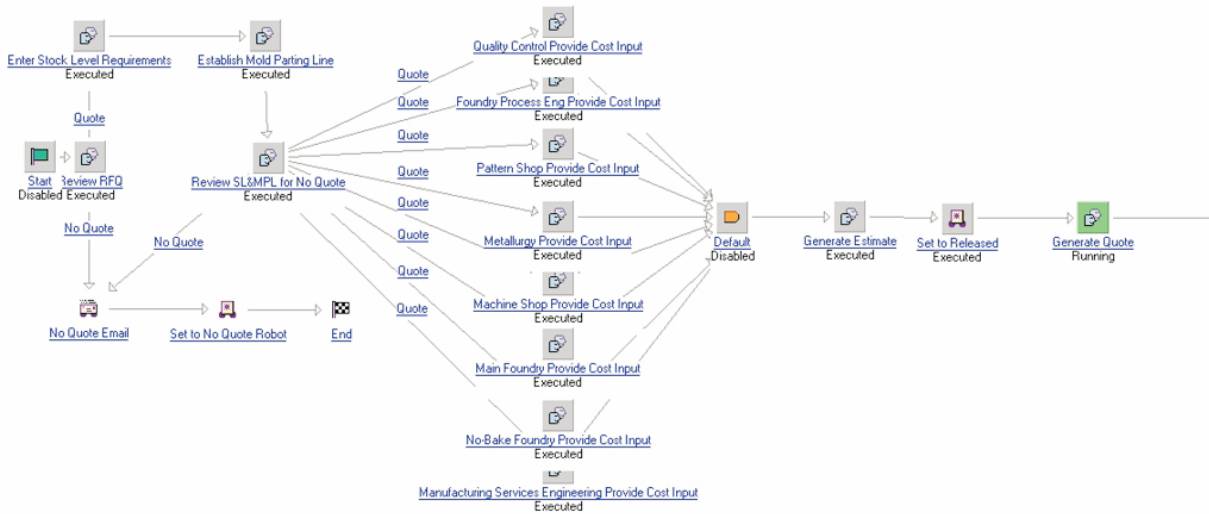 Enter Stock Level Requirements
Executed
Establish Mold Parting Line
Executed
Quote
Start
Disabled
Review RFQ
Executed
Review SL&MPL for No Quote
Executed
No Quote
No Quote
No Quote Email
Set to No Quote Robot
End
Quote
Quote
Quote
Quote
Quote
Quote
Quote
Quote
Quality Control Provide Cost Input
Executed
Foundry Process Eng Provide Cost Input
Executed
Pattern Shop Provide Cost Input
Executed
Metallurgy Provide Cost Input
Executed
Machine Shop Provide Cost Input
Executed
Main Foundry Provide Cost Input
Executed
No-Bake Foundry Provide Cost Input
Executed
Manufacturing Services Engineering Provide Cost Input
Executed
Default
Disabled
Generate Estimate
Executed
Set to Released
Executed
Generate Quote
Running